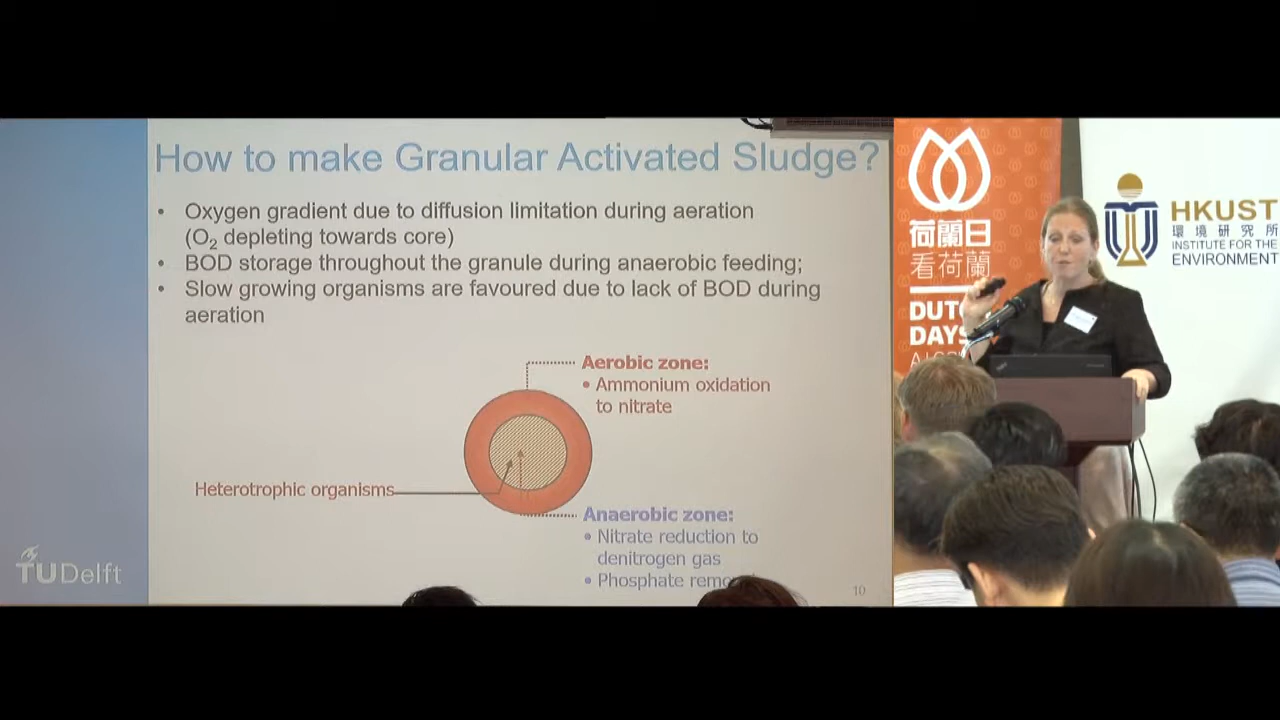 How to make Granular Activated Sludge?
• Oxygen gradient due to diffusion limitation during aeration
(O₂ depleting towards core)
• BOD storage throughout the granule during anaerobic feeding;
• Slow growing organisms are favoured due to lack of BOD during
aeration
Aerobic zone:
• Ammonium oxidation
to nitrate
Heterotrophic organisms
Anaerobic zone:
• Nitrate reduction to
denitrogen gas
• Phosphate remo
10
TUDelft
荷蘭日
看荷蘭
DUTC
DAYS
HKUST
環境研究所
INSTITUTE FOR THE
ENVIRONMENT